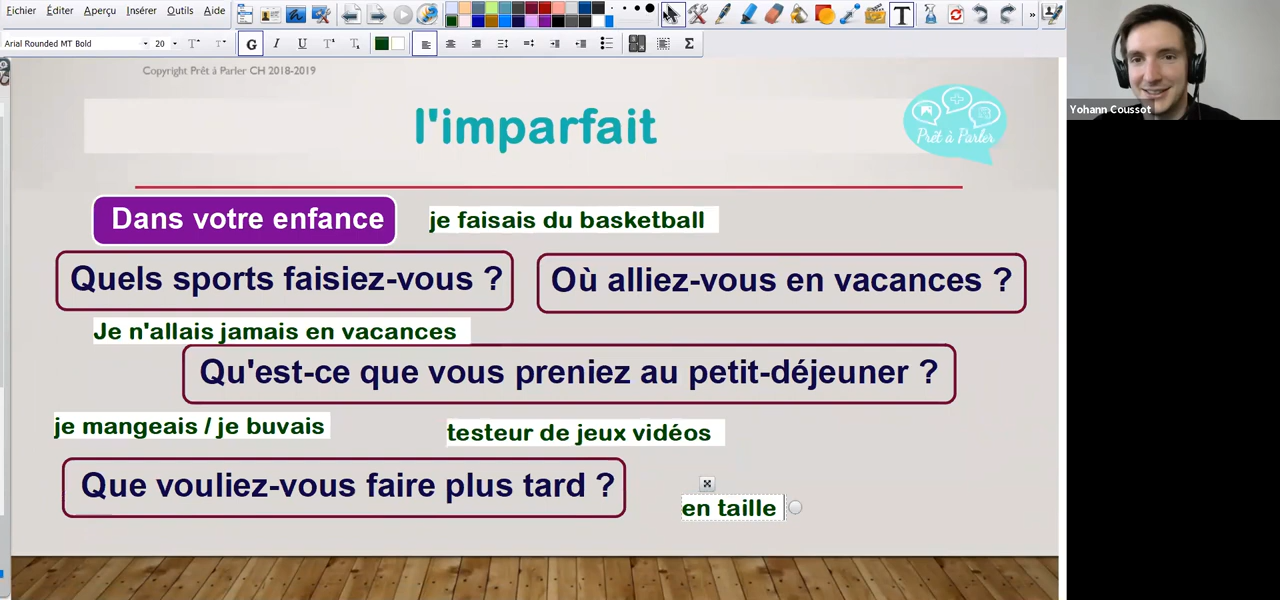 Fichier Éditer Aperçu Insérer Outils Aide
»
Arial Rounded MT Bold 20 G I U T T Σ
Yohann Coussot
Copyright Prêt à Parler CH 2018-2019
l'imparfait
Prêt à Parler
Dans votre enfance
je faisais du basketball
Quels sports faisiez-vous ?
Où alliez-vous en vacances ?
Je n'allais jamais en vacances
Qu'est-ce que vous preniez au petit-déjeuner ?
je mangeais / je buvais
testeur de jeux vidéos
Que vouliez-vous faire plus tard ?
en taille